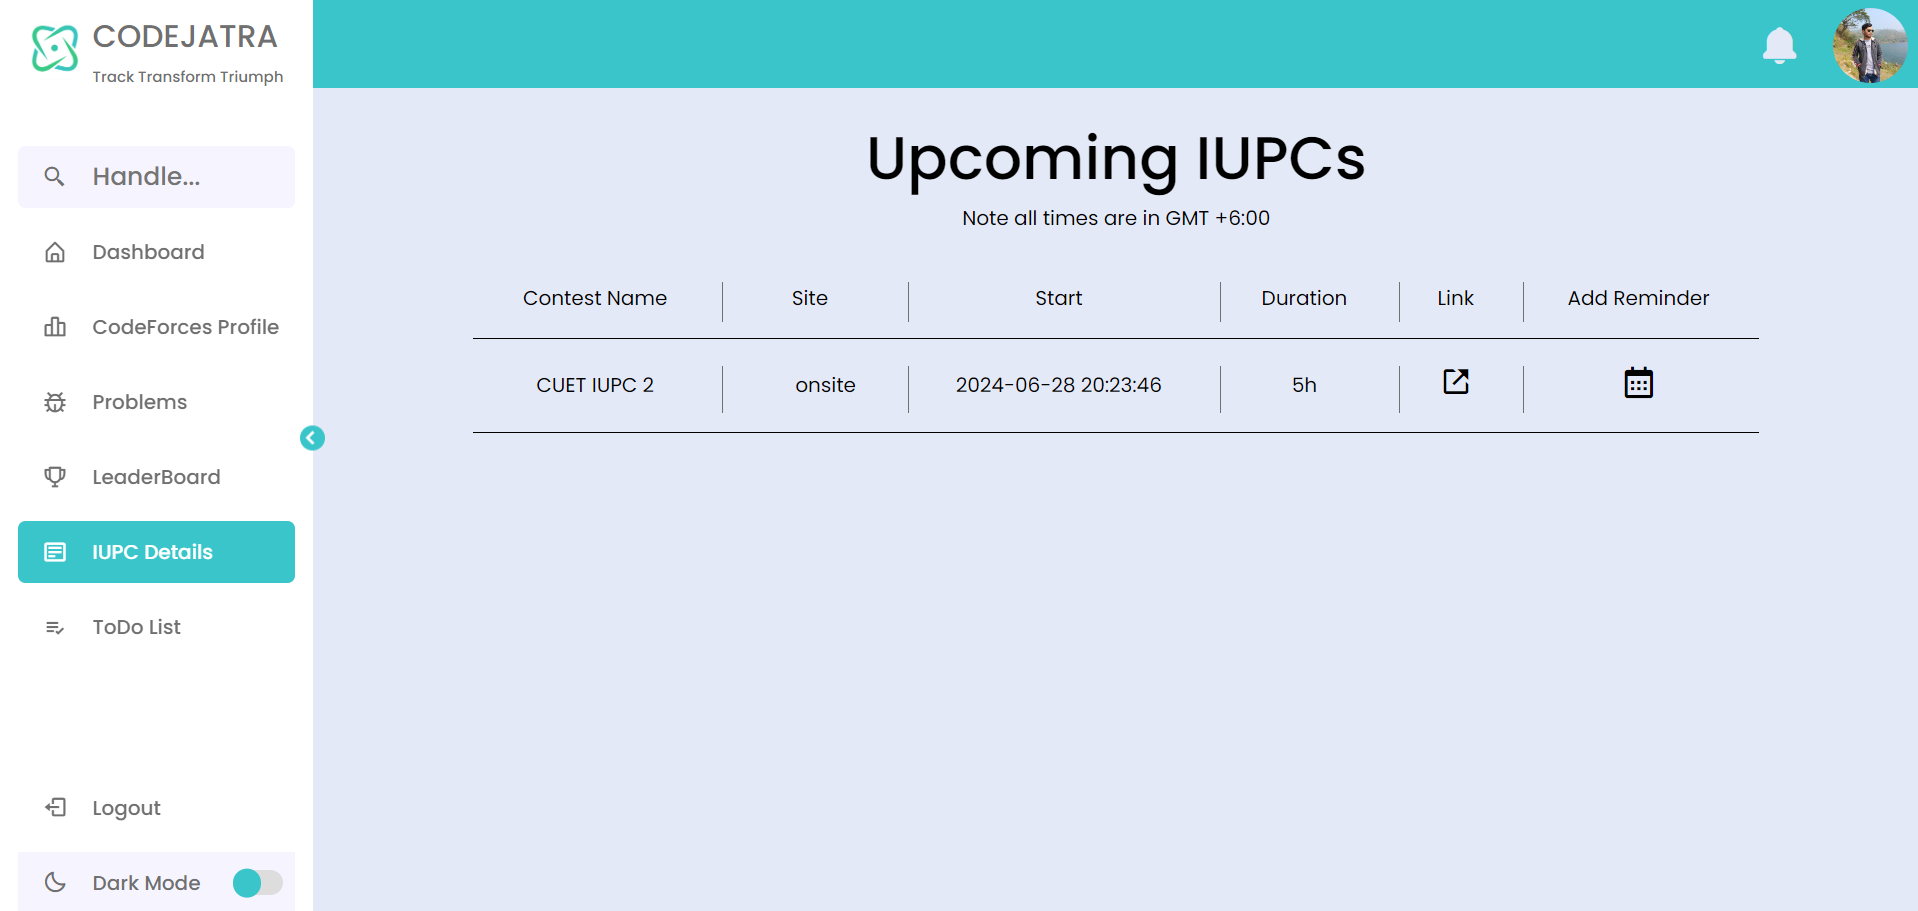 CODEJATRA
Track Transform Triumph
Handle...
Dashboard
CodeForces Profile
Problems
LeaderBoard
IUPC Details
ToDo List
Logout
Dark Mode
Upcoming IUPCs
Note all times are in GMT +6:00
Contest Name Site Start Duration Link Add Reminder
CUET IUPC 2 onsite 2024-06-28 20:23:46 5h